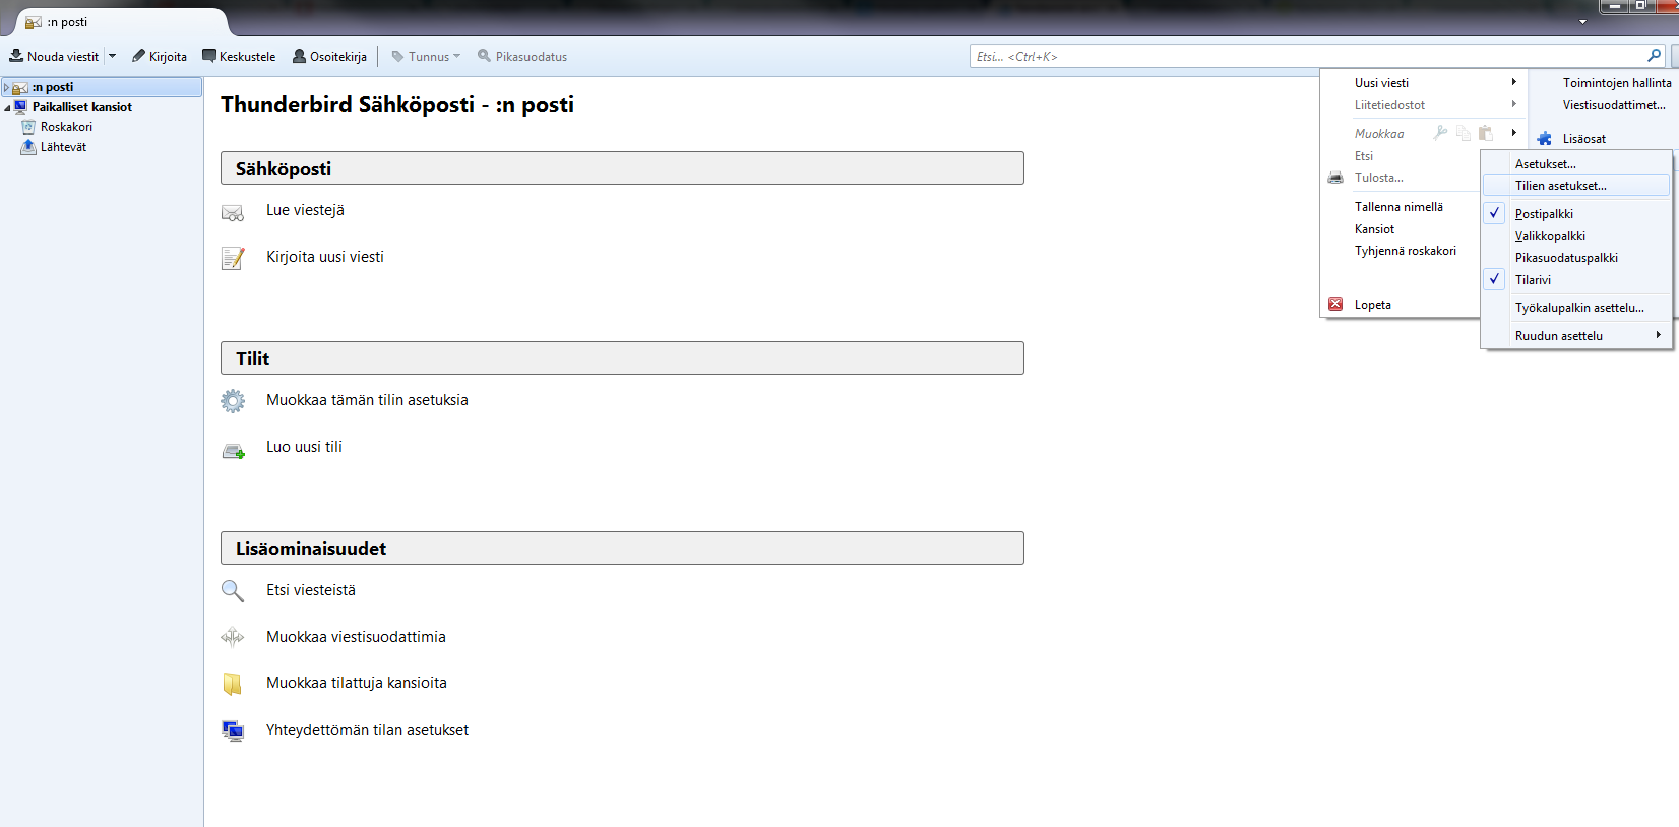 :n posti
Nouda viestit
Kirjoita
Keskustele
Osoitekirja
Tunnus
Pikasuodatus
Etsi... <Ctrl+K>
:n posti
Paikalliset kansiot
Roskakori
Lähtevät
Thunderbird Sähköposti - :n posti
Sähköposti
Lue viestejä
Kirjoita uusi viesti
Tilit
Muokkaa tämän tilin asetuksia
Luo uusi tili
Lisäominaisuudet
Etsi viesteistä
Muokkaa viestisuodattimia
Muokkaa tilattuja kansioita
Yhteydettömän tilan asetukset
Uusi viesti
Liitetiedostot
Muokkaa
Etsi
Tulosta...
Tallenna nimellä
Kansiot
Tyhjennä roskakori
Lopeta
Toimintojen hallinta
Viestisuodattimet...
Lisäosat
Asetukset...
Tilien asetukset...
Postipalkki
Valikkopalkki
Pikasuodatuspalkki
Tilarivi
Työkalupalkin asettelu...
Ruudun asettelu